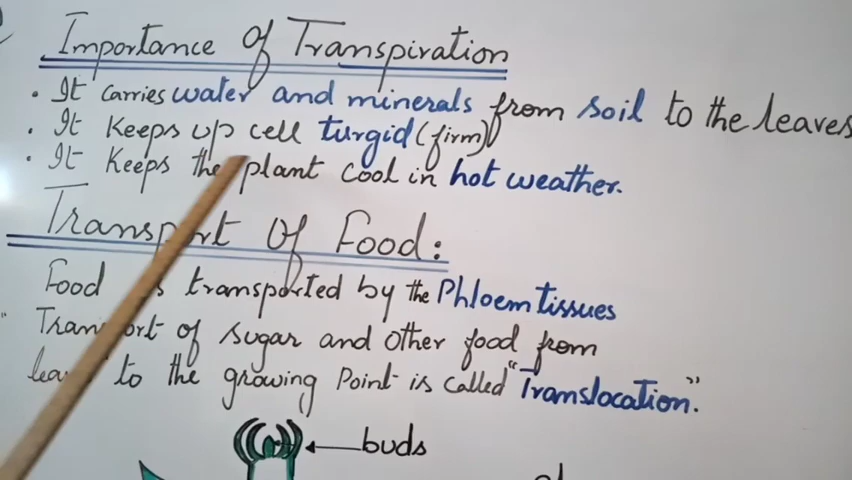 Importance of Transpiration
· It carries water and minerals from soil to the leaves
· It keeps up cell turgid (firm)
· It keeps the plant cool in hot weather.
Transport Of Food:
Food is transported by the Phloem tissues
Transport of sugar and other food from
to the growing Point is called "Translocation."
buds